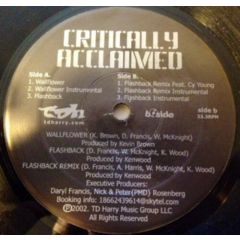 CRITICALLY
ACCLAIMED
Side A.
1. Wallflower
2. Wallflower Instrumental
3. Flashback
Side B.
1. Flashback Remix Feat. Cy Young
2. Flashback Remix Instrumental
3. Flashback Instrumental
tdh
tdharry.com
b.side
side b
33.3RPM
WALLFLOWER (K. Brown, D. Francis, W. McKnight)
Produced by Kevin Brown
FLASHBACK (D. Francis, W. McKnight, K. Wood)
Produced by Kenwood
FLASHBACK REMIX (D. Francis, A. Harris, W. McKnight, K. Wood)
Produced by Kenwood
Executive Producers:
Daryl Francis, Nick & Peter(PMD) Rosenberg
Booking info: 18662439614@skytel.com
©2002. TD Harry Music Group LLC
All Rights Reserved